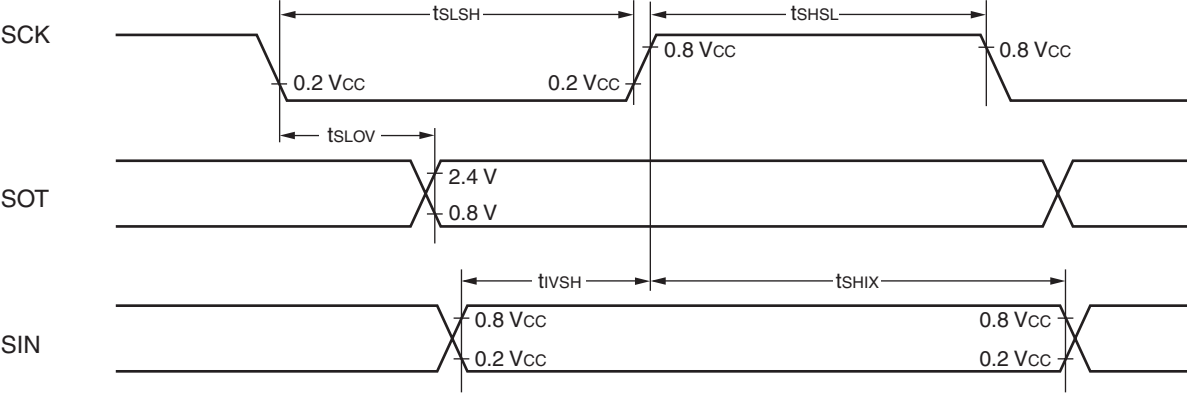 tSLSH tSHSL
SCK
0.8 VCC 0.8 VCC
0.2 VCC 0.2 VCC
tSLOV
2.4 V
SOT
0.8 V
tIVSH tSHIX
0.8 VCC 0.8 VCC
SIN
0.2 VCC 0.2 VCC